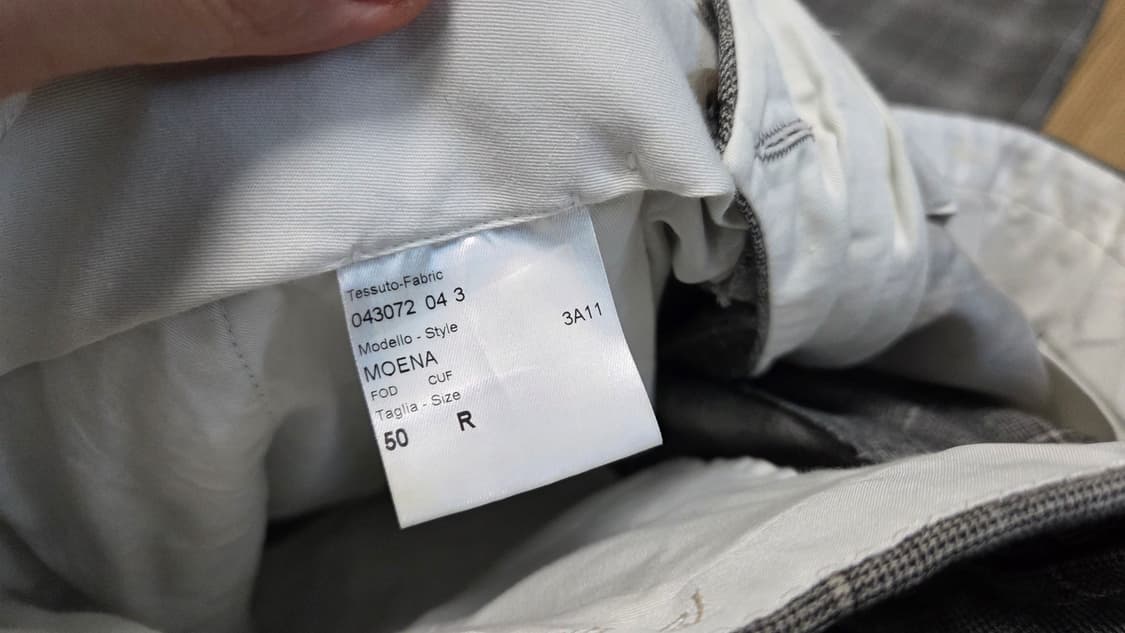 Tessuto-Fabric
043072 04 3
3A11
Modello - Style
MOENA
FOD CUF
Taglia - Size
50 R